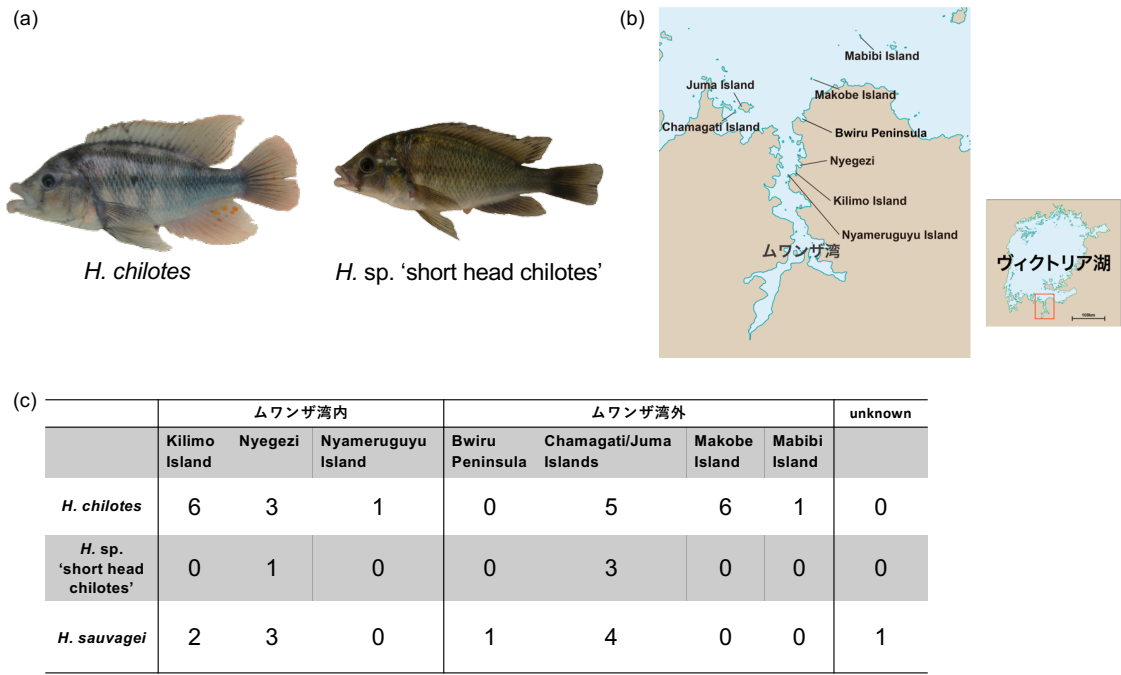 (a)
H. chilotes
H. sp. ‘short head chilotes’
(b)
Mabibi Island
Juma Island
Makobe Island
Chamagati Island
Bwiru Peninsula
Nyegezi
Kilimo Island
Nyameruguyu Island
ムワンザ湾
ヴィクトリア湖
100km
(c)
ムワンザ湾内 ムワンザ湾外 unknown
Kilimo Nyegezi Nyameruguyu Bwiru Chamagati/Juma Makobe Mabibi
Island Island Peninsula Islands Island Island
H. chilotes 6 3 1 0 5 6 1 0
H. sp.
‘short head 0 1 0 0 3 0 0 0
chilotes’
H. sauvagei 2 3 0 1 4 0 0 1